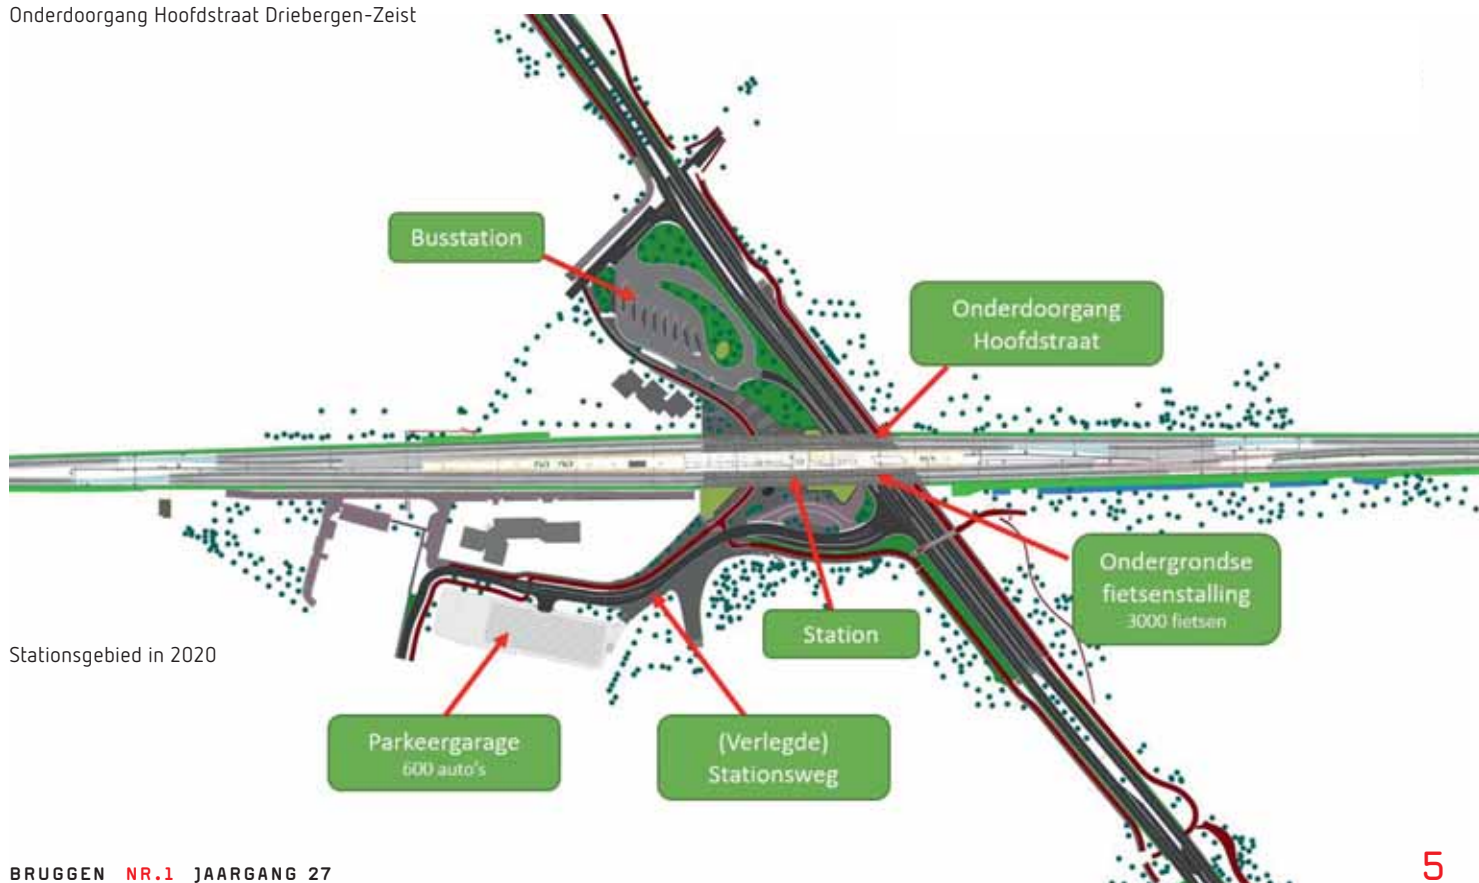 Onderdoorgang Hoofdstraat Driebergen-Zeist
Busstation
Onderdoorgang
Hoofdstraat
Ondergrondse
fietsenstalling
3000 fietsen
Station
Stationsgebied in 2020
Parkeergarage
600 auto's
(Verlegde)
Stationsweg
BRUGGEN NR.1 JAARGANG 27
5